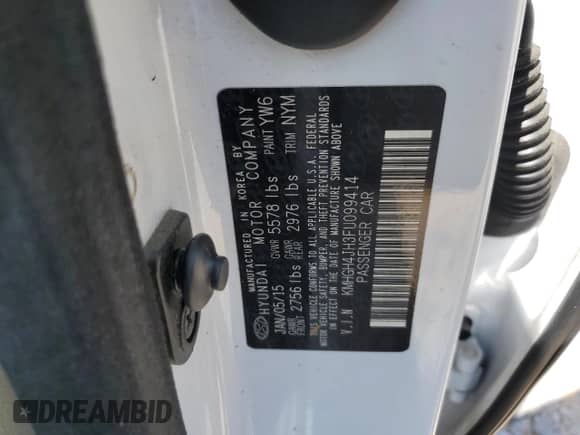 MANUFACTURED IN KOREA BY
HYUNDAI MOTOR COMPANY
JAN/05/15 GVWR 5578 lbs PAINT YW6
GAWR FRONT 2756 lbs GAWR REAR 2976 lbs TRIM NYM
THIS VEHICLE CONFORMS TO ALL APPLICABLE U.S.A. FEDERAL
MOTOR VEHICLE SAFETY, BUMPER, AND THEFT PREVENTION STANDARDS
IN EFFECT ON THE DATE OF MANUFACTURE SHOWN ABOVE
V.I.N KMHGH4JH3FU099414
PASSENGER CAR
DREAMBID